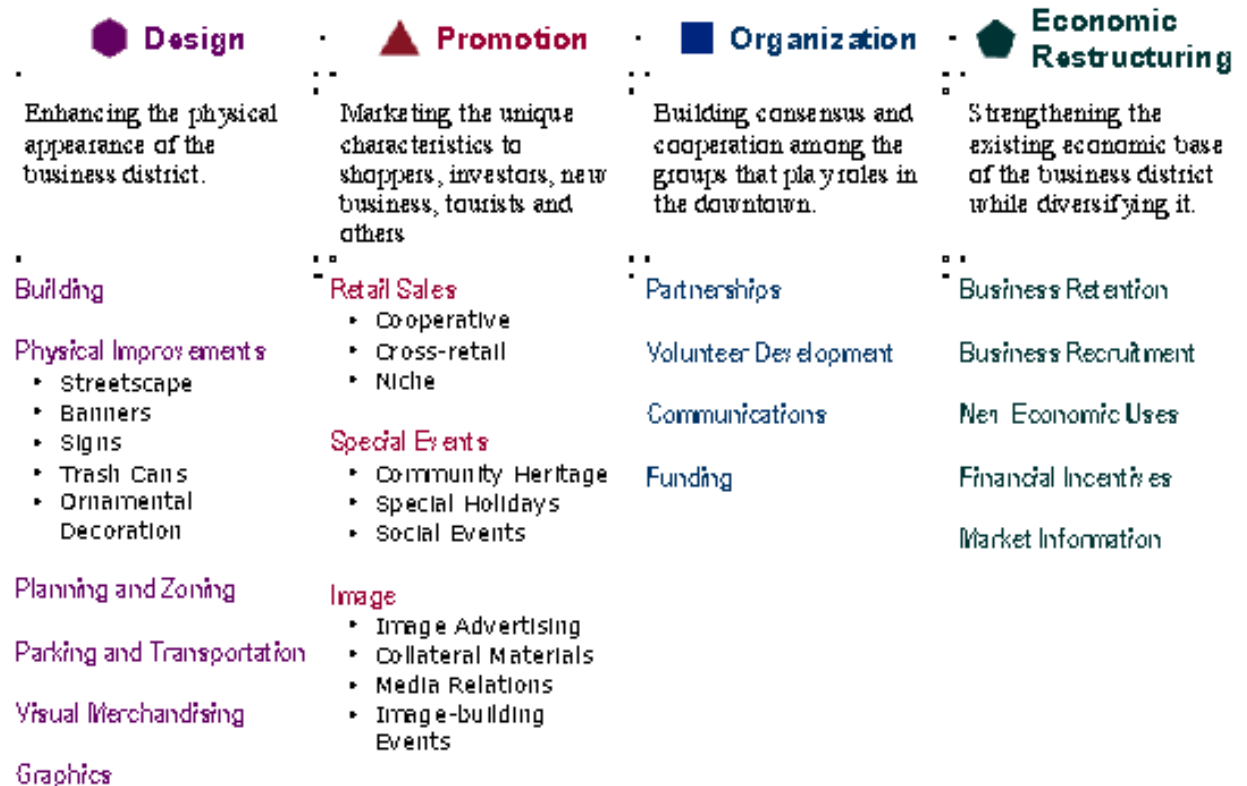 Design
Enhancing the physical
appearance of the
business district.
Building
Physical Improvements
• Streetscape
• Banners
• Signs
• Trash Cans
• Ornamental
Decoration
Planning and Zoning
Parking and Transportation
Visual Merchandising
Graphics
Promotion
Marketing the unique
characteristics to
shoppers, investors, new
business, tourists and
others
Retail Sales
• Cooperative
• Cross-retail
• Niche
Special Events
• Community Heritage
• Special Holidays
• Social Events
Image
• Image Advertising
• Collateral Materials
• Media Relations
• Image-building
Events
Organization
Building consensus and
cooperation among the
groups that play roles in
the downtown.
Partnerships
Volunteer Development
Communications
Funding
Economic
Restructuring
Strengthening the
existing economic base
of the business district
while diversifying it.
Business Retention
Business Recruitment
New Economic Uses
Financial Incentives
Market Information